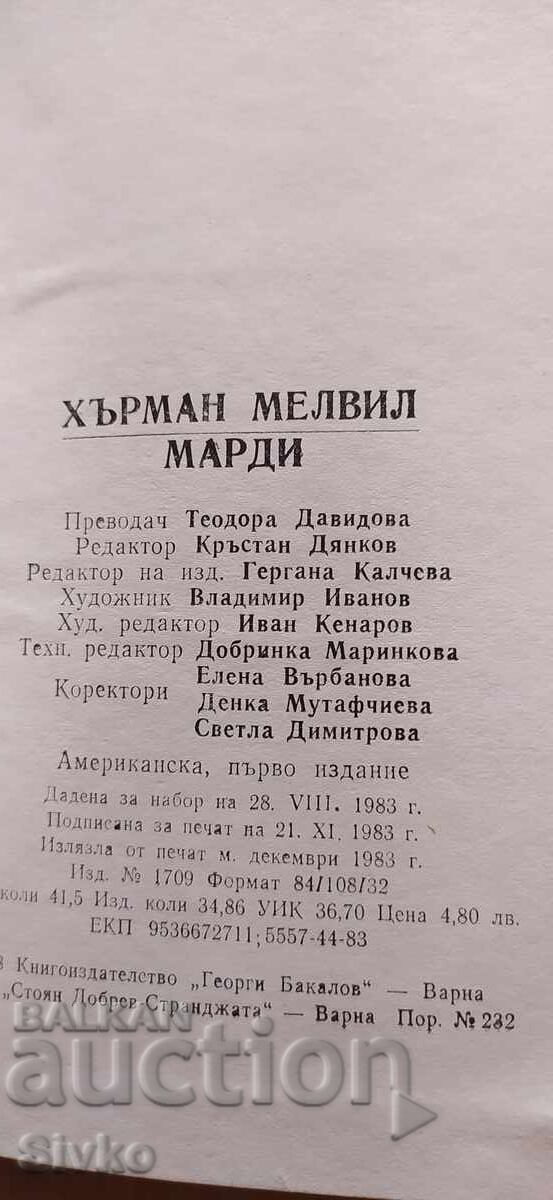 ХЪРМАН МЕЛВИЛ
МАРДИ
Преводач Теодора Давидова
Редактор Кръстан Дянков
Редактор на изд. Гергана Калчева
Художник Владимир Иванов
Худ. редактор Иван Кенаров
Техн. редактор Добринка Маринкова
Коректори Елена Върбанова
Денка Мутафчиева
Светла Димитрова
Американска, първо издание
Дадена за набор на 28. VIII. 1983 г.
Подписана за печат на 21. XI. 1983 г.
Излязла от печат м. декември 1983 г.
Изд. № 1709 Формат 84/108/32
коли 41,5 Изд. коли 34,86 УИК 36,70 Цена 4,80 лв.
ЕКП 9536672711; 5557-44-83
Книгоиздателство „Георги Бакалов“ — Варна
„Стоян Добрев-Странджата“ — Варна Пор. № 232
BALKAN
auction
Sivko